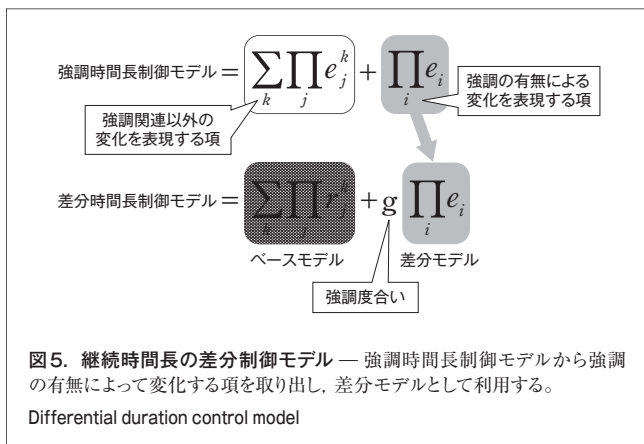 強調時間長制御モデル = ∑∏e_j^k + ∏e_i
k j i
強調関連以外の
変化を表現する項
強調の有無による
変化を表現する項
差分時間長制御モデル = ∑∏r_j^k + g ∏e_i
k j i
ベースモデル
差分モデル
強調度合い
図5. 継続時間長の差分制御モデル — 強調時間長制御モデルから強調
の有無によって変化する項を取り出し，差分モデルとして利用する。
Differential duration control model